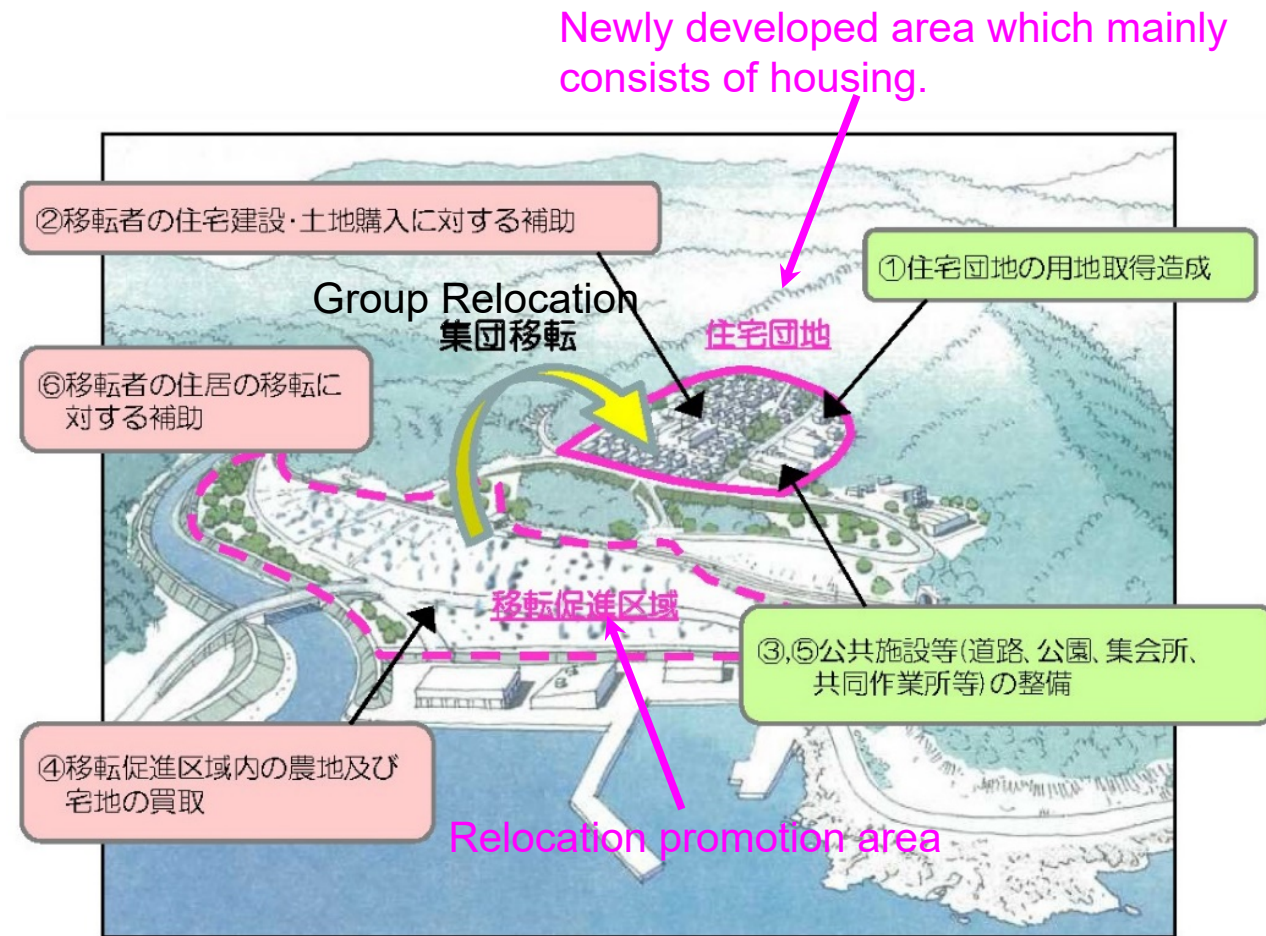 Newly developed area which mainly
consists of housing.
②移転者の住宅建設・土地購入に対する補助
①住宅団地の用地取得造成
Group Relocation
集団移転
住宅団地
⑥移転者の住居の移転に
対する補助
移転促進区域
③,⑤公共施設等(道路、公園、集会所、
共同作業所等)の整備
④移転促進区域内の農地及び
宅地の買取
Relocation promotion area